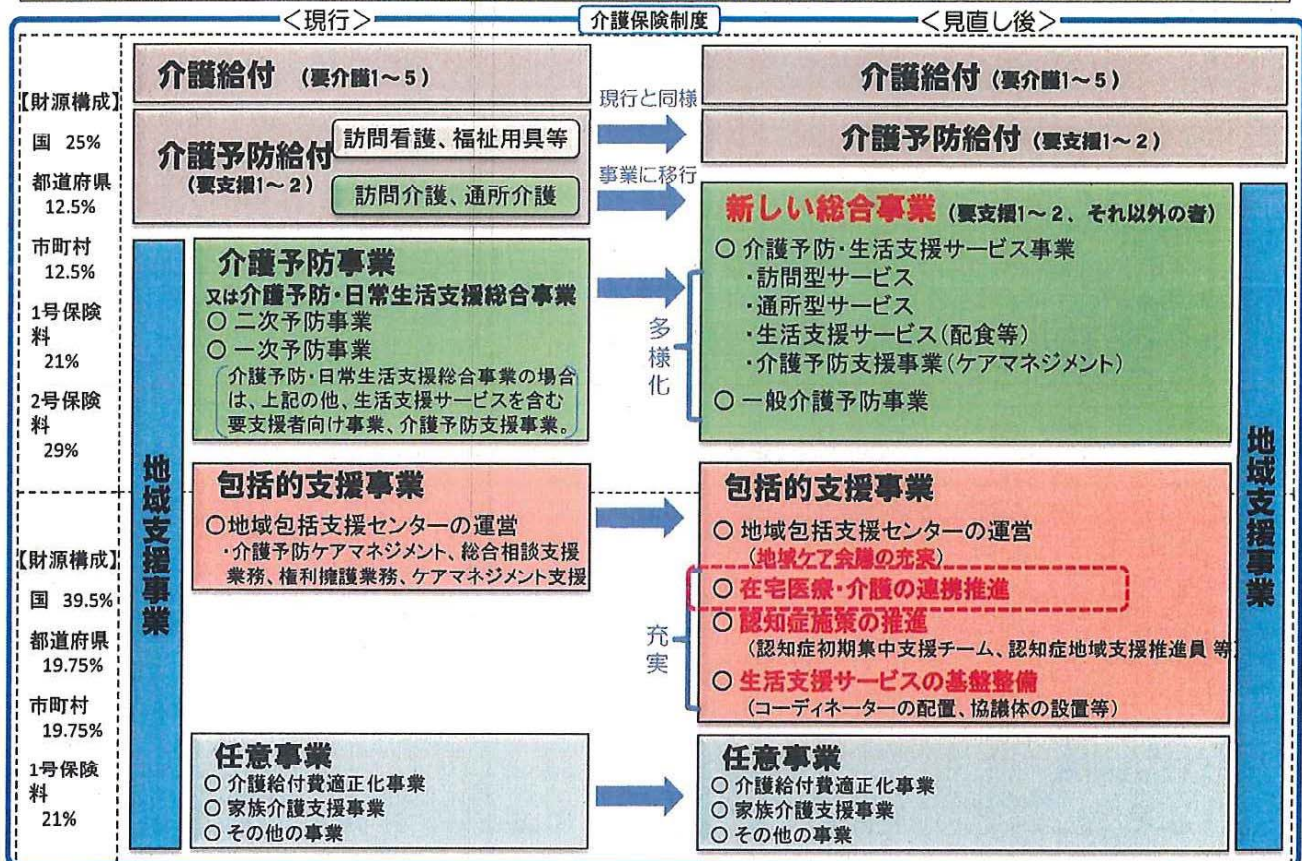 <現行>
介護保険制度
<見直し後>
【財源構成】
国 25%
都道府県
12.5%
市町村
12.5%
1号保険
料
21%
2号保険
料
29%
【財源構成】
国 39.5%
都道府県
19.75%
市町村
19.75%
1号保険
料
21%
地域支援事業
介護給付 (要介護1~5)
介護予防給付
(要支援1~2)
訪問看護、福祉用具等
訪問介護、通所介護
介護予防事業
又は介護予防・日常生活支援総合事業
○ 二次予防事業
○ 一次予防事業
介護予防・日常生活支援総合事業の場合
は、上記の他、生活支援サービスを含む
要支援者向け事業、介護予防支援事業。
包括的支援事業
○地域包括支援センターの運営
・介護予防ケアマネジメント、総合相談支援
業務、権利擁護業務、ケアマネジメント支援
任意事業
○ 介護給付費適正化事業
○ 家族介護支援事業
○ その他の事業
現行と同様
事業に移行
多様化
充実
介護給付 (要介護1~5)
介護予防給付 (要支援1~2)
新しい総合事業 (要支援1~2、それ以外の者)
○ 介護予防・生活支援サービス事業
・訪問型サービス
・通所型サービス
・生活支援サービス(配食等)
・介護予防支援事業(ケアマネジメント)
○ 一般介護予防事業
包括的支援事業
○ 地域包括支援センターの運営
(地域ケア会議の充実)
○ 在宅医療・介護の連携推進
○ 認知症施策の推進
(認知症初期集中支援チーム、認知症地域支援推進員 等)
○ 生活支援サービスの基盤整備
(コーディネーターの配置、協議体の設置等)
任意事業
○ 介護給付費適正化事業
○ 家族介護支援事業
○ その他の事業
地域支援事業